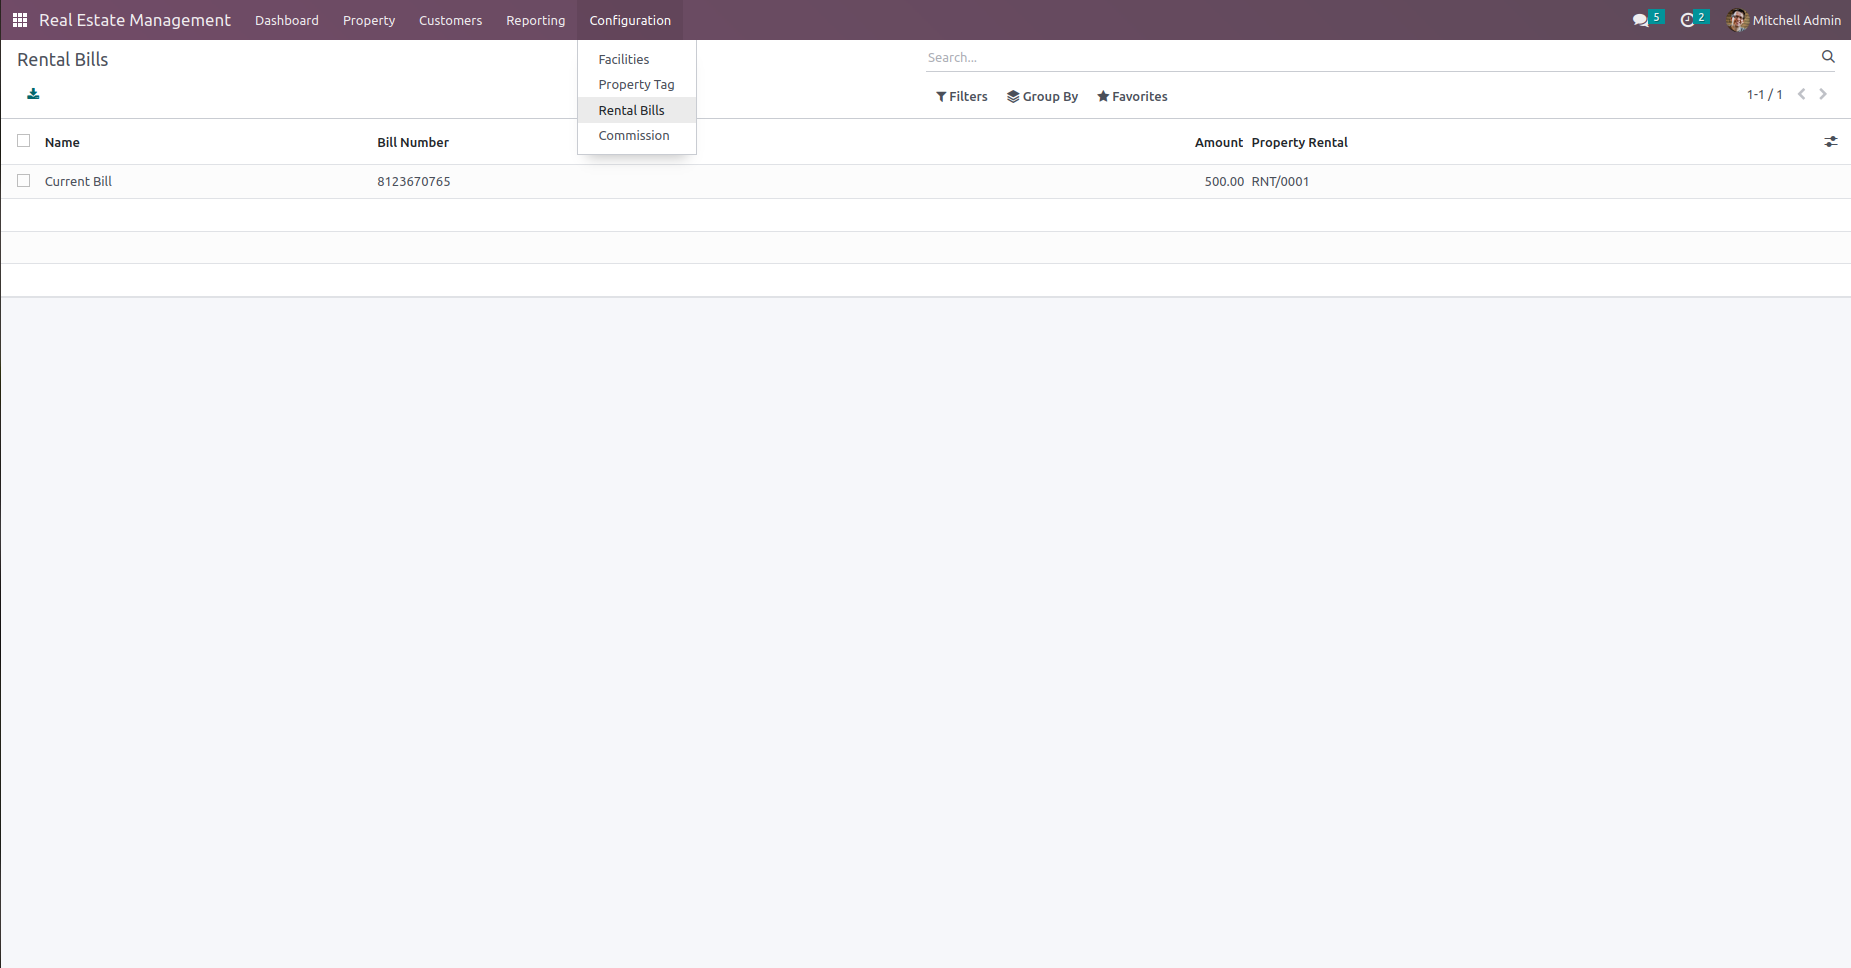 Real Estate Management Dashboard Property Customers Reporting Configuration 5 2 Mitchell Admin
Rental Bills
Search...
Facilities
Property Tag
Rental Bills
Commission
Filters Group By Favorites 1-1 / 1
Name Bill Number Amount Property Rental
Current Bill 8123670765 500.00 RNT/0001